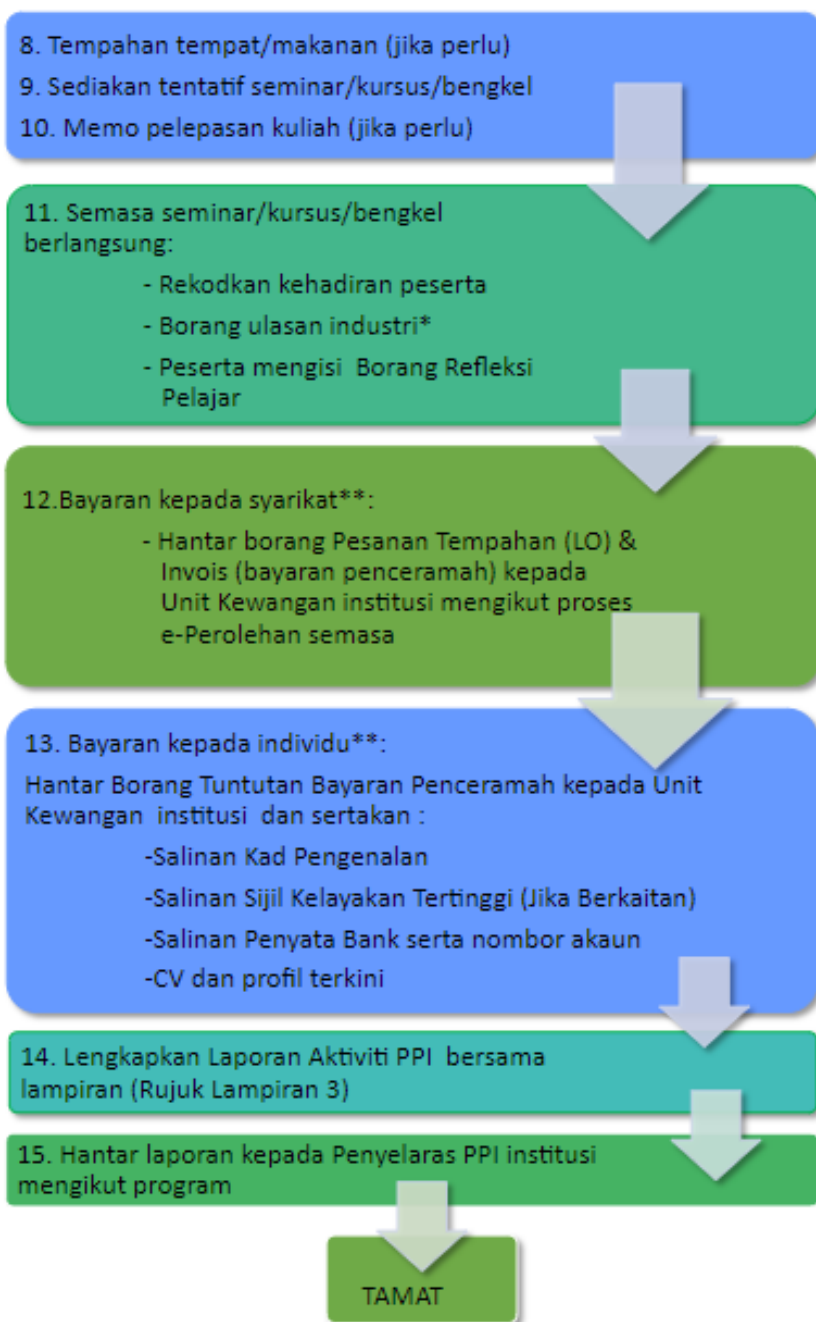 8. Tempahan tempat/makanan (jika perlu)
9. Sediakan tentatif seminar/kursus/bengkel
10. Memo pelepasan kuliah (jika perlu)
11. Semasa seminar/kursus/bengkel
berlangsung:
- Rekodkan kehadiran peserta
- Borang ulasan industri*
- Peserta mengisi Borang Refleksi
Pelajar
12.Bayaran kepada syarikat**:
- Hantar borang Pesanan Tempahan (LO) &
Invois (bayaran penceramah) kepada
Unit Kewangan institusi mengikut proses
e-Perolehan semasa
13. Bayaran kepada individu**:
Hantar Borang Tuntutan Bayaran Penceramah kepada Unit
Kewangan institusi dan sertakan :
-Salinan Kad Pengenalan
-Salinan Sijil Kelayakan Tertinggi (Jika Berkaitan)
-Salinan Penyata Bank serta nombor akaun
-CV dan profil terkini
14. Lengkapkan Laporan Aktiviti PPI bersama
lampiran (Rujuk Lampiran 3)
15. Hantar laporan kepada Penyelaras PPI institusi
mengikut program
TAMAT